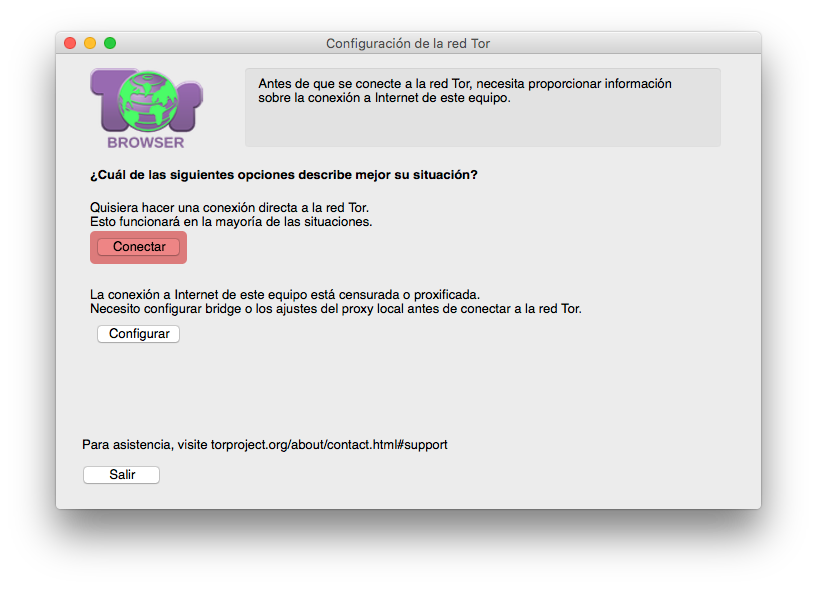 Configuración de la red Tor
Tor
BROWSER
Antes de que se conecte a la red Tor, necesita proporcionar información
sobre la conexión a Internet de este equipo.
¿Cuál de las siguientes opciones describe mejor su situación?
Quisiera hacer una conexión directa a la red Tor.
Esto funcionará en la mayoría de las situaciones.
Conectar
La conexión a Internet de este equipo está censurada o proxificada.
Necesito configurar bridge o los ajustes del proxy local antes de conectar a la red Tor.
Configurar
Para asistencia, visite torproject.org/about/contact.html#support
Salir